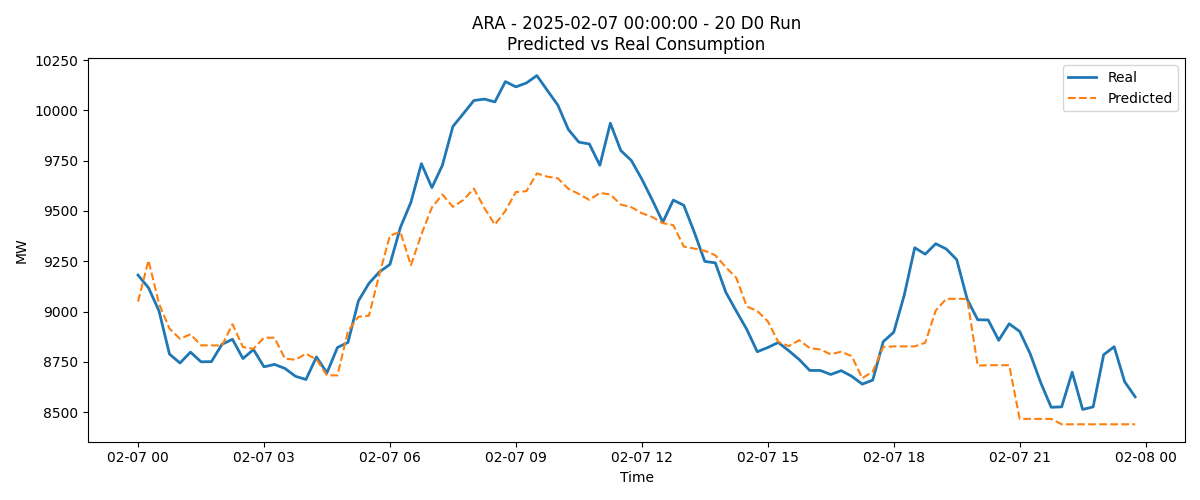 ARA - 2025-02-07 00:00:00 - 20 D0 Run
Predicted vs Real Consumption
Real
Predicted
MW
10250
10000
9750
9500
9250
9000
8750
8500
02-07 00 02-07 03 02-07 06 02-07 09 02-07 12 02-07 15 02-07 18 02-07 21 02-08 00
Time